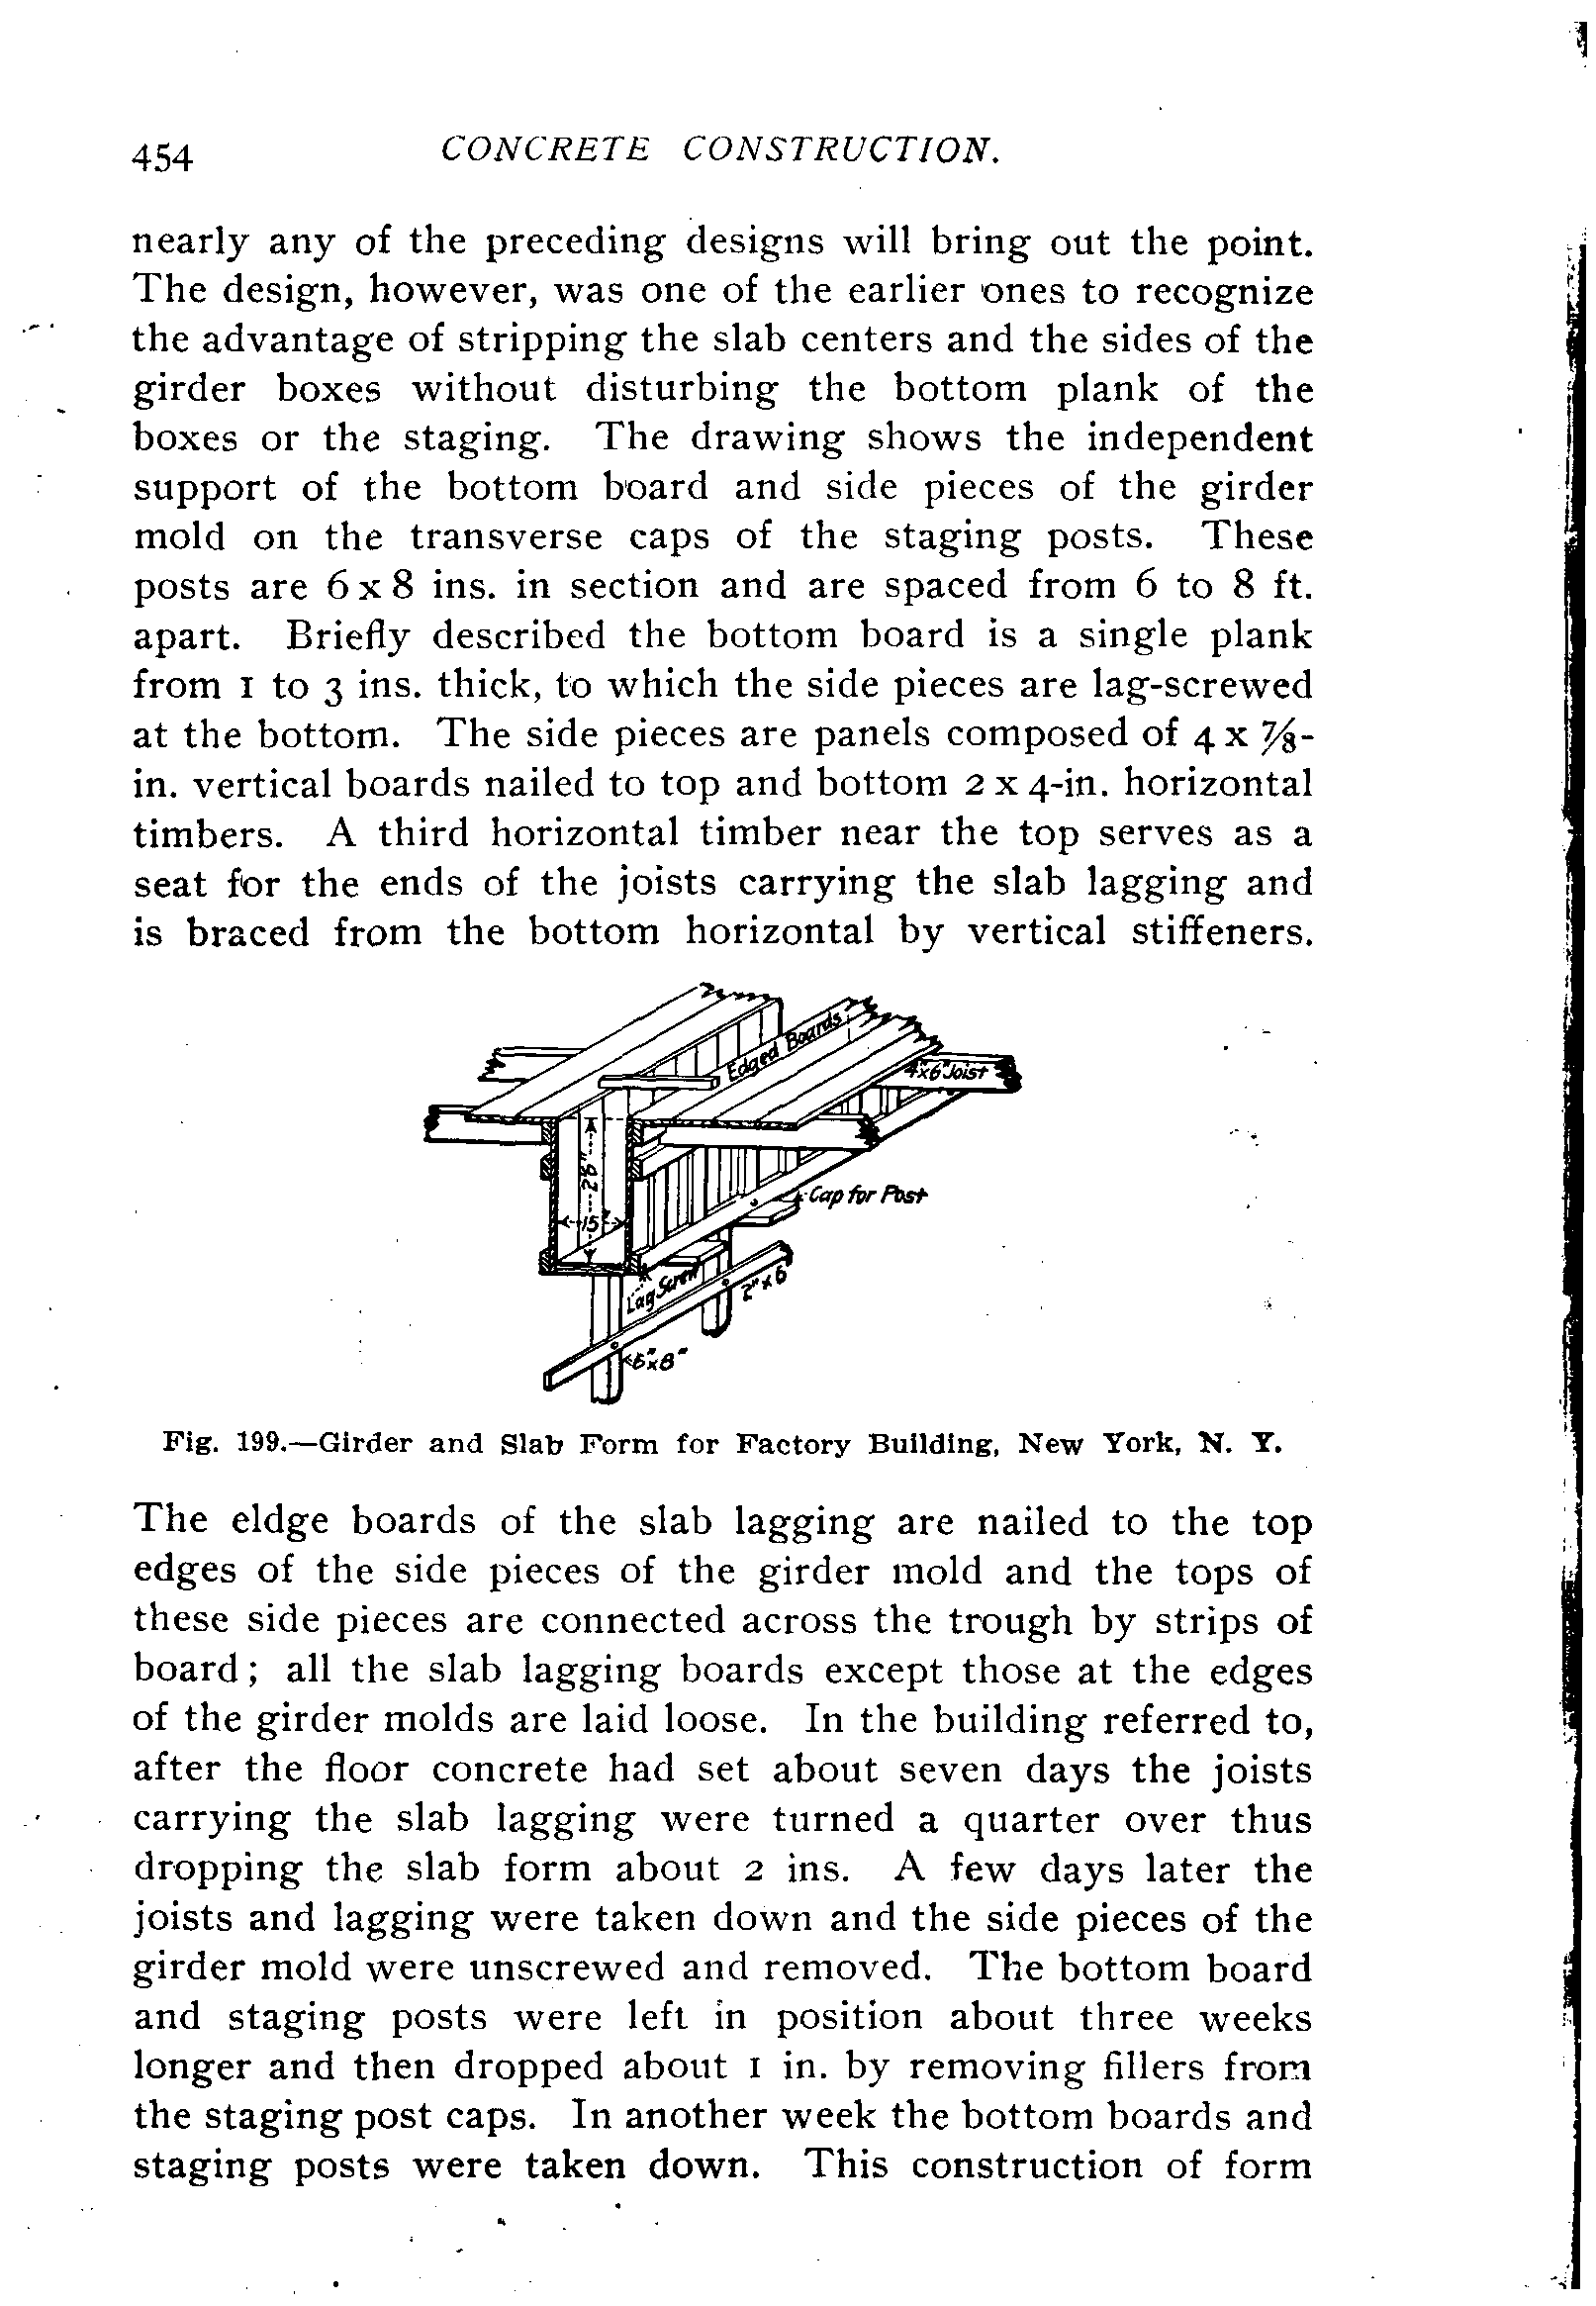 454 CONCRETE CONSTRUCTION.
nearly any of the preceding designs will bring out the point.
The design, however, was one of the earlier ones to recognize
the advantage of stripping the slab centers and the sides of the
girder boxes without disturbing the bottom plank of the
boxes or the staging. The drawing shows the independent
support of the bottom board and side pieces of the girder
mold on the transverse caps of the staging posts. These
posts are 6 x 8 ins. in section and are spaced from 6 to 8 ft.
apart. Briefly described the bottom board is a single plank
from 1 to 3 ins. thick, to which the side pieces are lag-screwed
at the bottom. The side pieces are panels composed of 4 x ⅞-
in. vertical boards nailed to top and bottom 2 x 4-in. horizontal
timbers. A third horizontal timber near the top serves as a
seat for the ends of the joists carrying the slab lagging and
is braced from the bottom horizontal by vertical stiffeners.
Edged Boards
4"x6" Joist
28"
15"
Cap for Post
Lag Screw
2"x6"
6"x8"
Fig. 199.—Girder and Slab Form for Factory Building, New York, N. Y.
The eldge boards of the slab lagging are nailed to the top
edges of the side pieces of the girder mold and the tops of
these side pieces are connected across the trough by strips of
board; all the slab lagging boards except those at the edges
of the girder molds are laid loose. In the building referred to,
after the floor concrete had set about seven days the joists
carrying the slab lagging were turned a quarter over thus
dropping the slab form about 2 ins. A few days later the
joists and lagging were taken down and the side pieces of the
girder mold were unscrewed and removed. The bottom board
and staging posts were left in position about three weeks
longer and then dropped about 1 in. by removing fillers from
the staging post caps. In another week the bottom boards and
staging posts were taken down. This construction of form